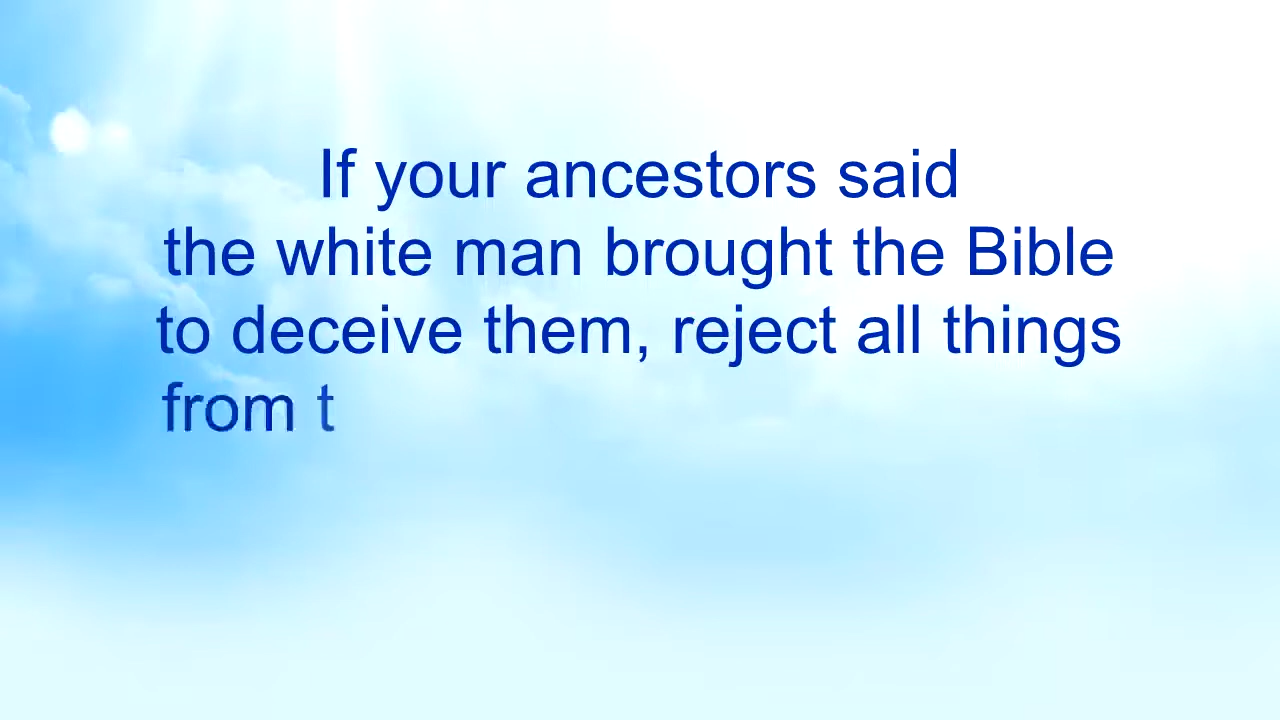 If your ancestors said
the white man brought the Bible
to deceive them, reject all things
from t